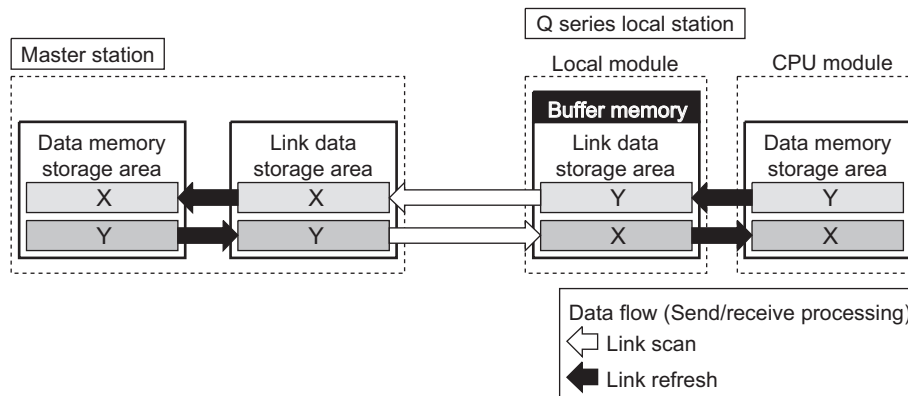 Q series local station
Master station
Local module
CPU module
Buffer memory
Data memory
storage area
Link data
storage area
Link data
storage area
Data memory
storage area
X
X
Y
Y
Y
Y
X
X
Data flow (Send/receive processing)
Link scan
Link refresh